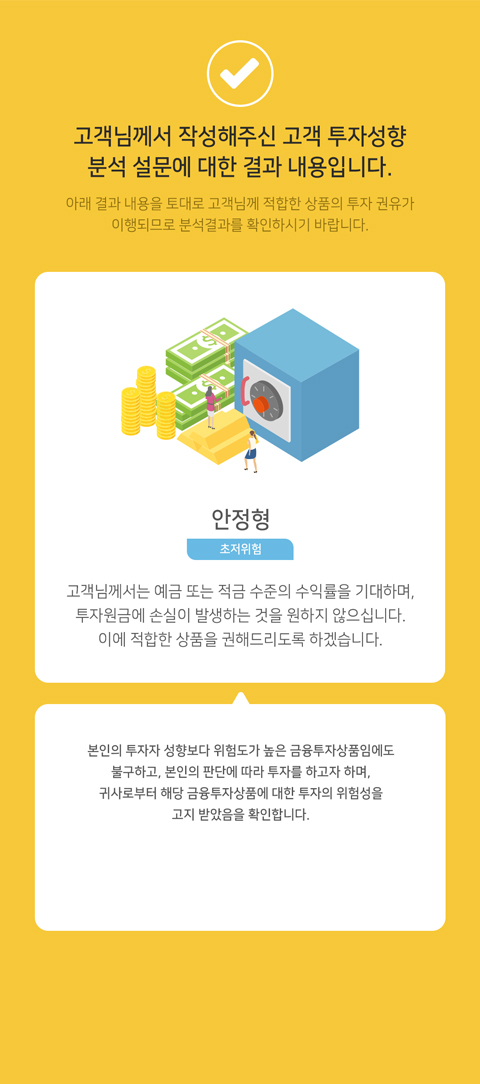 고객님께서 작성해주신 고객 투자성향
분석 설문에 대한 결과 내용입니다.
아래 결과 내용을 토대로 고객님께 적합한 상품의 투자 권유가
이행되므로 분석결과를 확인하시기 바랍니다.
안정형
초저위험
고객님께서는 예금 또는 적금 수준의 수익률을 기대하며,
투자원금에 손실이 발생하는 것을 원하지 않으십니다.
이에 적합한 상품을 권해드리도록 하겠습니다.
본인의 투자자 성향보다 위험도가 높은 금융투자상품임에도
불구하고, 본인의 판단에 따라 투자를 하고자 하며,
귀사로부터 해당 금융투자상품에 대한 투자의 위험성을
고지 받았음을 확인합니다.